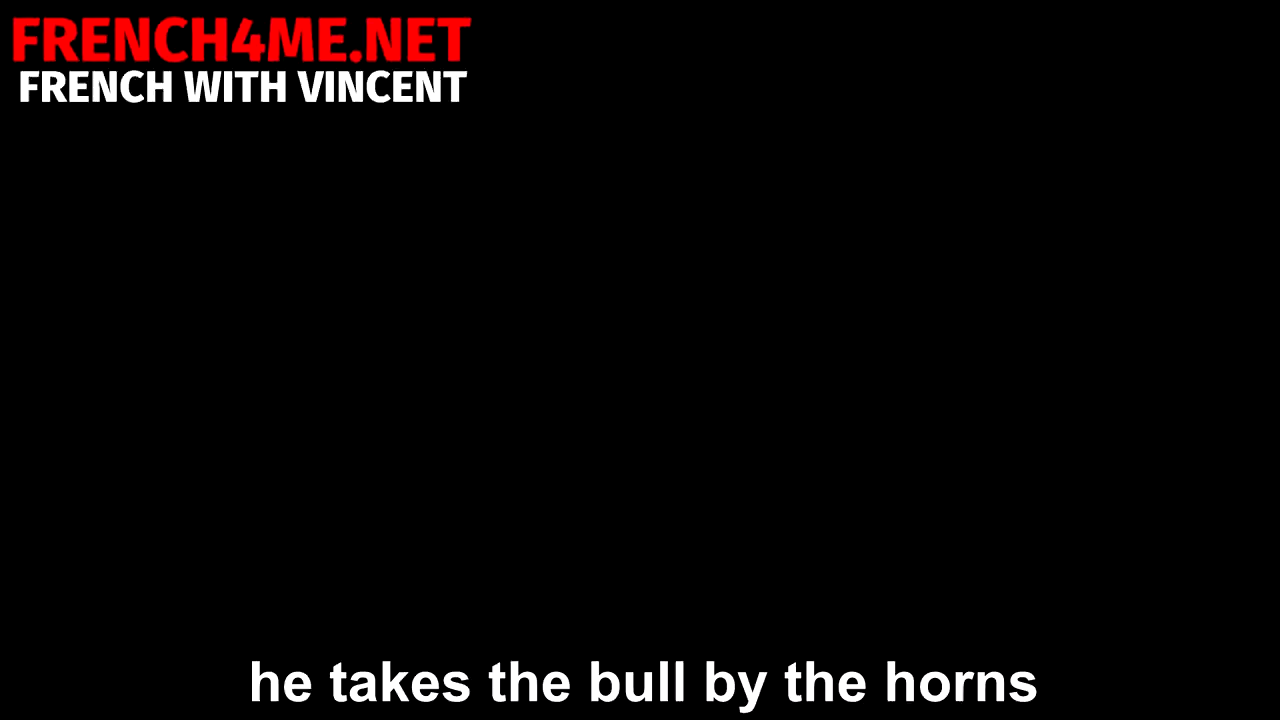 FRENCH4ME.NET
FRENCH WITH VINCENT
he takes the bull by the horns